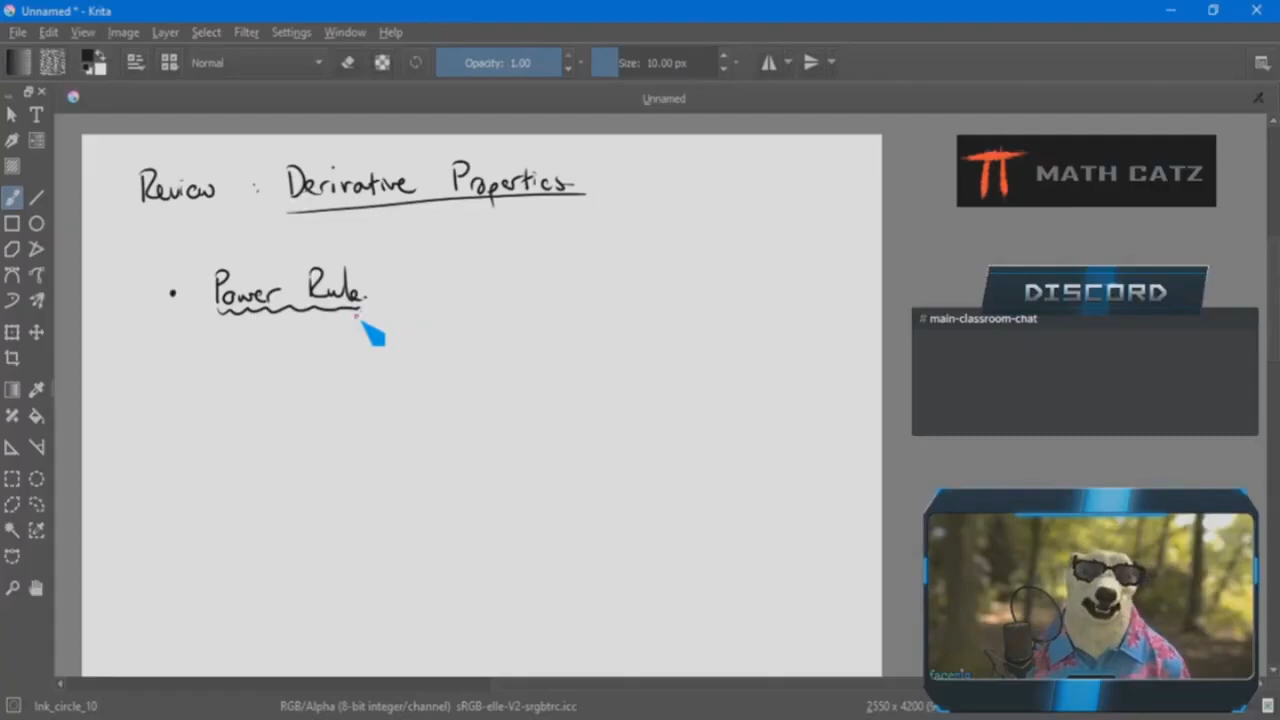 Unnamed * - Krita
File Edit View Image Layer Select Filter Settings Window Help
Normal Opacity: 1.00 Size: 10.00 px
Unnamed
Review : Derivative Properties
• Power Rule
MATH CATZ
DISCORD
# main-classroom-chat
facerig
Ink_circle_10 RGB/Alpha (8-bit integer/channel) sRGB-elle-V2-srgbtrc.icc 2550 x 4200